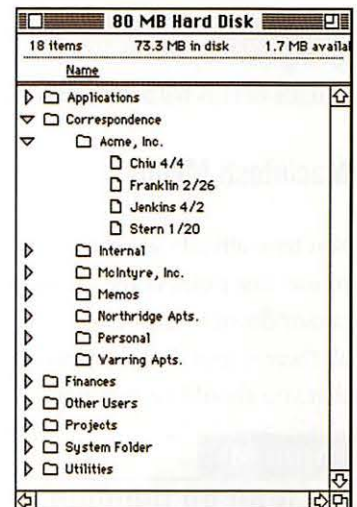 80 MB Hard Disk
18 items 73.3 MB in disk 1.7 MB availal
Name
Applications
Correspondence
Acme, Inc.
Chiu 4/4
Franklin 2/26
Jenkins 4/2
Stern 1/20
Internal
McIntyre, Inc.
Memos
Northridge Apts.
Personal
Varring Apts.
Finances
Other Users
Projects
System Folder
Utilities